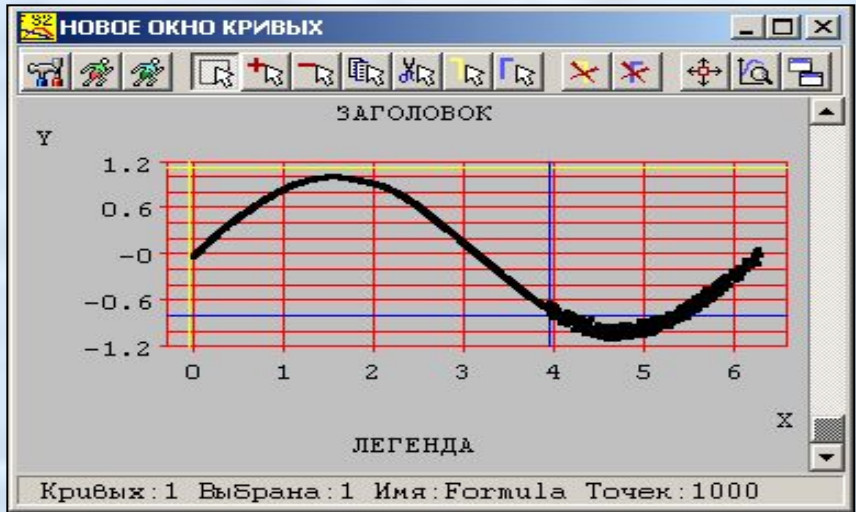 32
НОВОЕ ОКНО КРИВЫХ
ЗАГОЛОВОК
Y
1.2
0.6
-0
-0.6
-1.2
0 1 2 3 4 5 6
X
ЛЕГЕНДА
Кривых:1 Выбрана:1 Имя:Formula Точек:1000